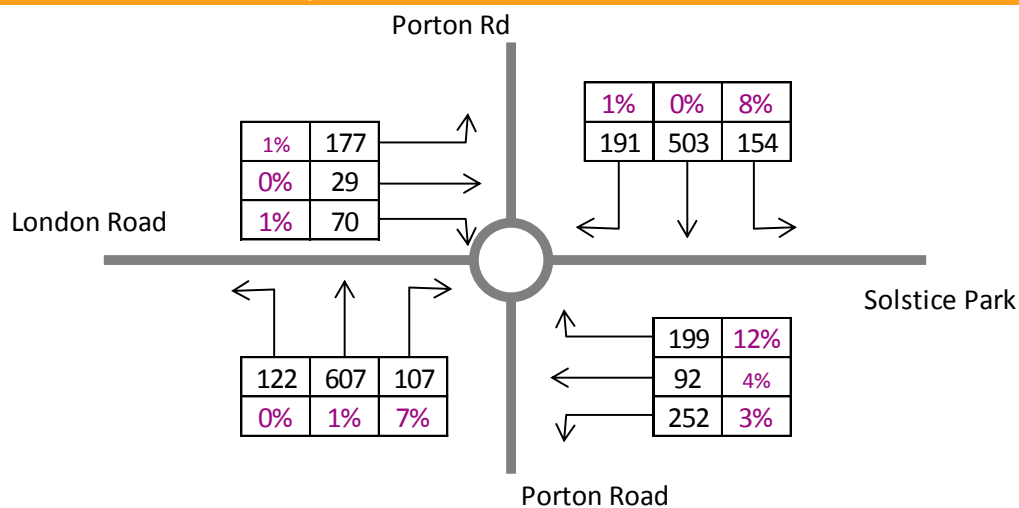 Porton Rd
1% 0% 8%
191 503 154
1% 177
0% 29
1% 70
London Road
Solstice Park
199 12%
92 4%
252 3%
122 607 107
0% 1% 7%
Porton Road